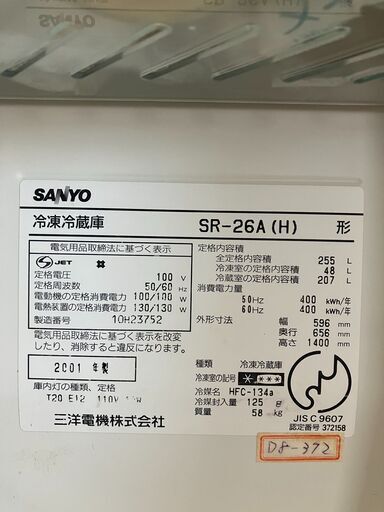 SANYO
冷凍冷蔵庫 SR-26A(H) 形
電気用品取締法に基づく表示
JET
定格電圧 100 V
定格周波数 50/60 Hz
電動機の定格消費電力 100/100 W
電熱装置の定格消費電力 130/130 W
製造番号 10H23752
電気用品取締法に基づく表示を改変
したり、消除すると違反になります。
2001 年製
庫内灯の種類、定格
T20 E12 110V
三洋電機株式会社
定格内容積
全定格内容積 255 L
冷凍室の定格内容積 48 L
冷蔵室の定格内容積 207 L
消費電力量
50Hz 400 kWh/年
60Hz 400 kWh/年
外形寸法 幅 596 mm
奥行 656 mm
高さ 1400 mm
種類 冷凍冷蔵庫
冷凍室の記号 ****
冷媒名 HFC-134a
冷媒封入量 125 g
質量 58 kg
JIS C 9607
認定番号 372158
D8-372